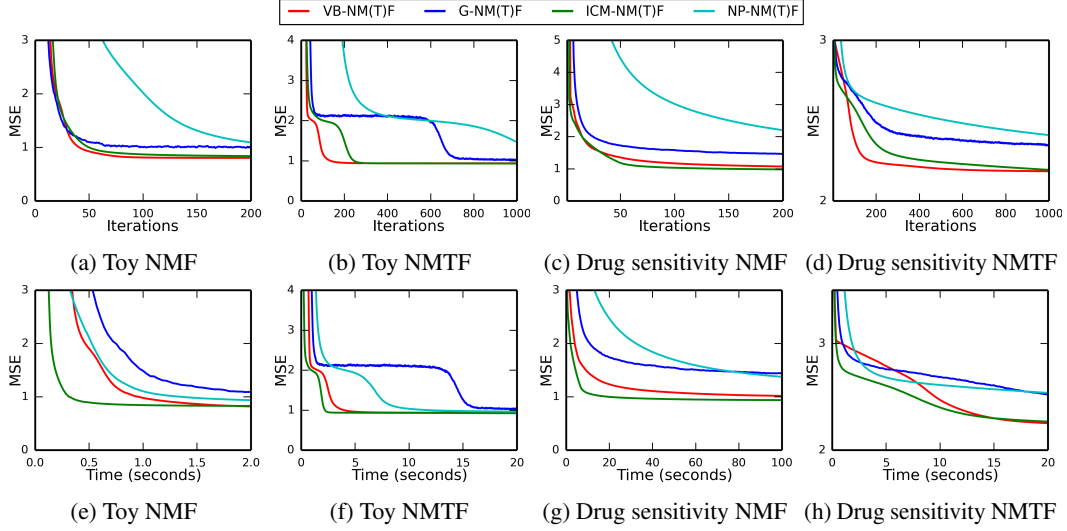 VB-NM(T)F G-NM(T)F ICM-NM(T)F NP-NM(T)F
3
2
1
0
MSE
0 50 100 150 200
Iterations
(a) Toy NMF
4
3
2
1
0
MSE
0 200 400 600 800 1000
Iterations
(b) Toy NMTF
5
4
3
2
1
0
MSE
50 100 150 200
Iterations
(c) Drug sensitivity NMF
3
2
MSE
200 400 600 800 1000
Iterations
(d) Drug sensitivity NMTF
3
2
1
0
MSE
0.0 0.5 1.0 1.5 2.0
Time (seconds)
(e) Toy NMF
4
3
2
1
0
MSE
0 5 10 15 20
Time (seconds)
(f) Toy NMTF
5
4
3
2
1
0
MSE
0 20 40 60 80 100
Time (seconds)
(g) Drug sensitivity NMF
3
2
MSE
0 5 10 15 20
Time (seconds)
(h) Drug sensitivity NMTF